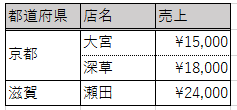 都道府県 店名 売上
京都 大宮 ¥15,000
深草 ¥18,000
滋賀 瀬田 ¥24,000